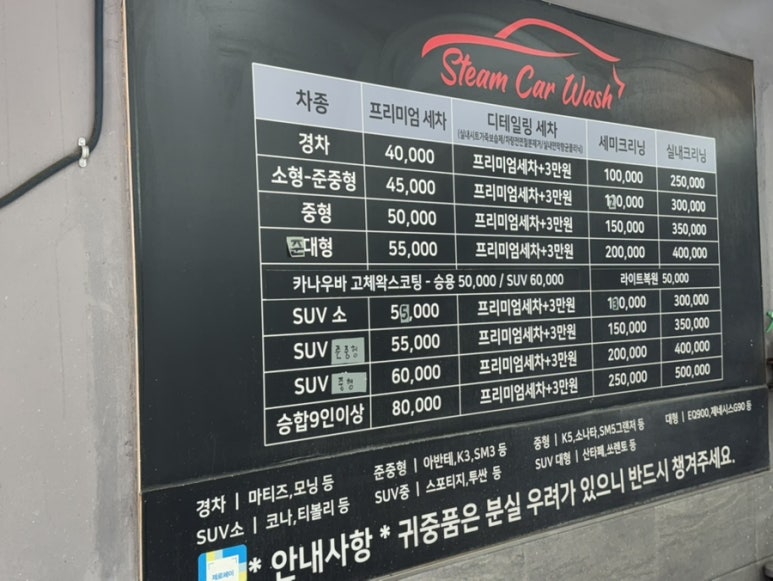 Steam Car Wash
차종 프리미엄 세차 디테일링 세차 세미크리닝 실내크리닝
경차 40,000 프리미엄세차+3만원 100,000 250,000
소형-준중형 45,000 프리미엄세차+3만원 300,000
중형 50,000 프리미엄세차+3만원 150,000 350,000
준대형 55,000 프리미엄세차+3만원 200,000 400,000
카나우바 고체왁스코팅 - 승용 50,000 / SUV 60,000 라이트복원 50,000
SUV 소 55,000 프리미엄세차+3만원 300,000
SUV 준중형 55,000 프리미엄세차+3만원 150,000 350,000
SUV 중형 60,000 프리미엄세차+3만원 200,000 400,000
승합9인이상 80,000 프리미엄세차+3만원 250,000 500,000
경차 | 마티즈,모닝 등 준중형 | 아반테,K3,SM3 등 중형 | K5,소나타,SM5그랜저 등 대형 | EQ900,제네시스G90 등
SUV소 | 코나,티볼리 등 SUV중 | 스포티지,투싼 등 SUV 대형 | 산타페,쏘렌토 등
* 안내사항 * 귀중품은 분실 우려가 있으니 반드시 챙겨주세요.
제로페이